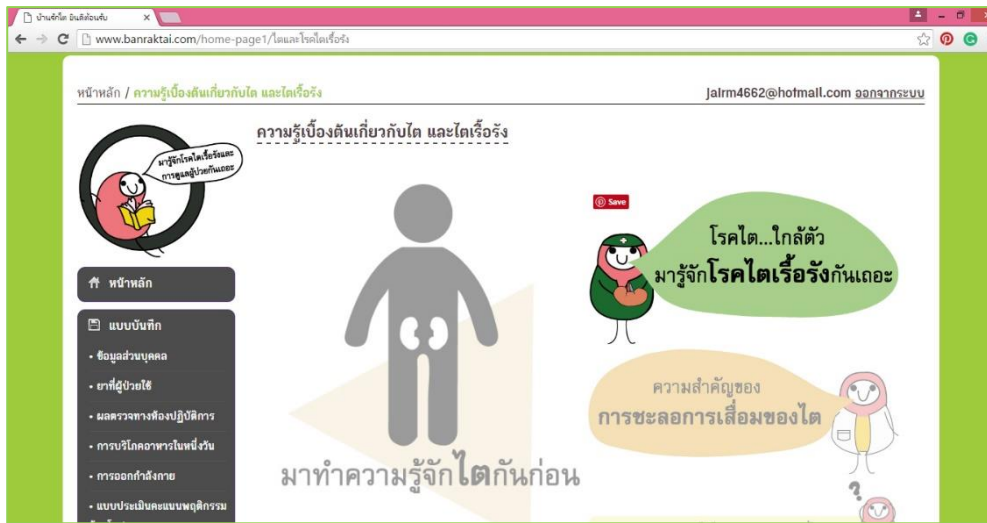 บ้านรักไต ยินดีต้อนรับ
www.banraktai.com/home-page1/ไตและโรคไตเรื้อรัง
หน้าหลัก / ความรู้เบื้องต้นเกี่ยวกับไต และไตเรื้อรัง
jalrm4662@hotmail.com ออกจากระบบ
มารู้จักโรคไตเรื้อรังและ
การดูแลผู้ป่วยกันเถอะ
ความรู้เบื้องต้นเกี่ยวกับไต และไตเรื้อรัง
Save
โรคไต...ใกล้ตัว
มารู้จักโรคไตเรื้อรังกันเถอะ
หน้าหลัก
แบบบันทึก
• ข้อมูลส่วนบุคคล
• ยาที่ผู้ป่วยใช้
• ผลตรวจทางห้องปฏิบัติการ
• การบริโภคอาหารในหนึ่งวัน
• การออกกำลังกาย
• แบบประเมินคะแนนพฤติกรรม
ความสำคัญของ
การชะลอการเสื่อมของไต
มาทำความรู้จักไตกันก่อน
?